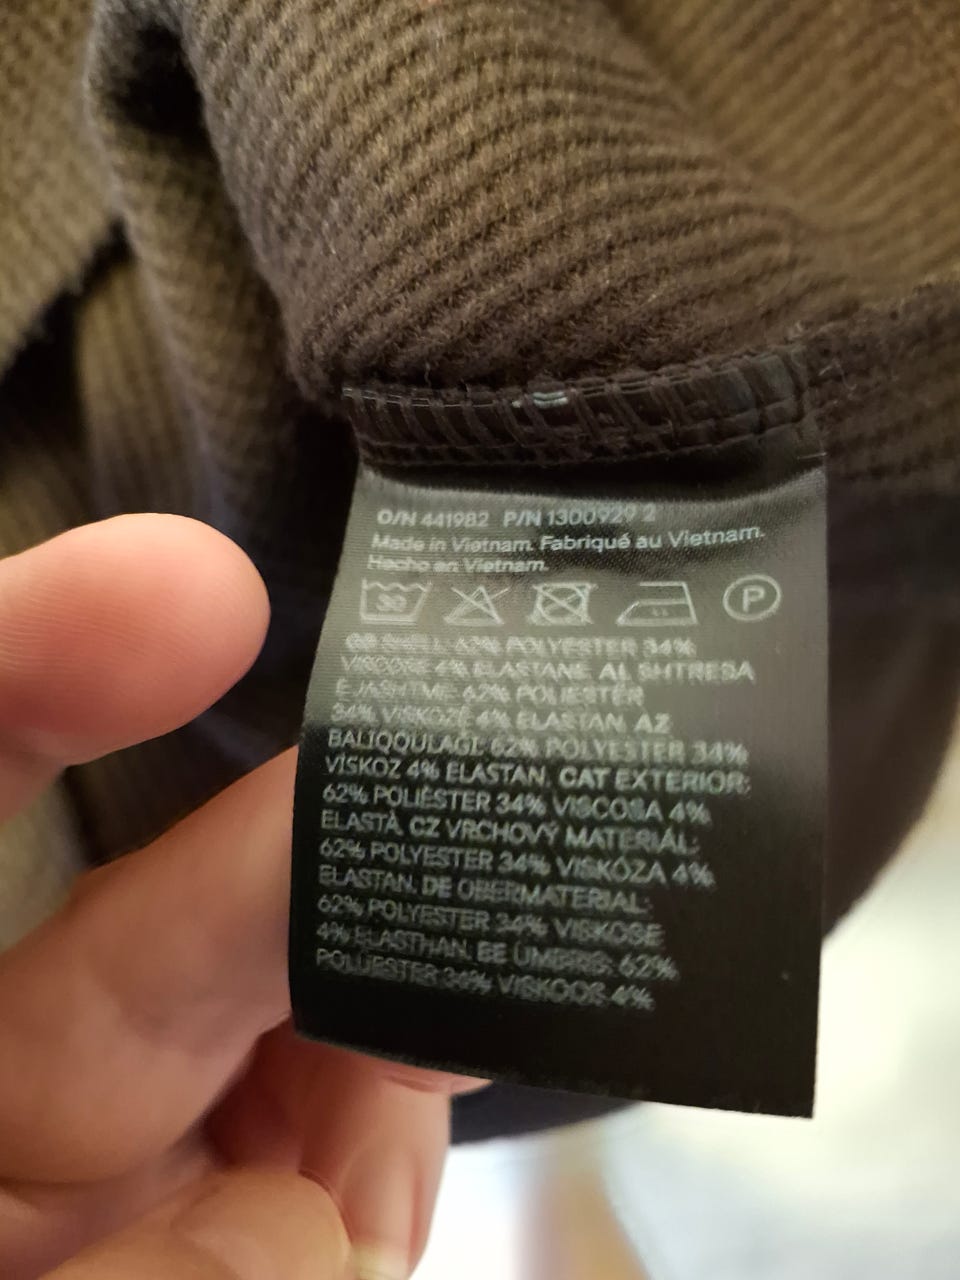 O/N 441982 P/N 1300929 2
Made in Vietnam. Fabriqué au Vietnam.
Hecho en Vietnam.
30 P
GB SHELL: 62% POLYESTER 34%
VISCOSE 4% ELASTANE. AL SHTRESA
E JASHTME: 62% POLIESTËR
34% VISKOZË 4% ELASTAN. AZ
62% POLYESTER 34%
VİSKOZ 4% ELASTAN. CAT EXTERIOR:
62% POLIÈSTER 34% VISCOSA 4%
ELASTÀ. CZ VRCHOVÝ MATERIÁL:
62% POLYESTER 34% VISKÓZA 4%
ELASTAN. DE OBERMATERIAL:
62% POLYESTER 34% VISKOSE
4% ELASTHAN. EE ÜMBRIS: 62%
POLÜESTER 34% VISKOOS 4%